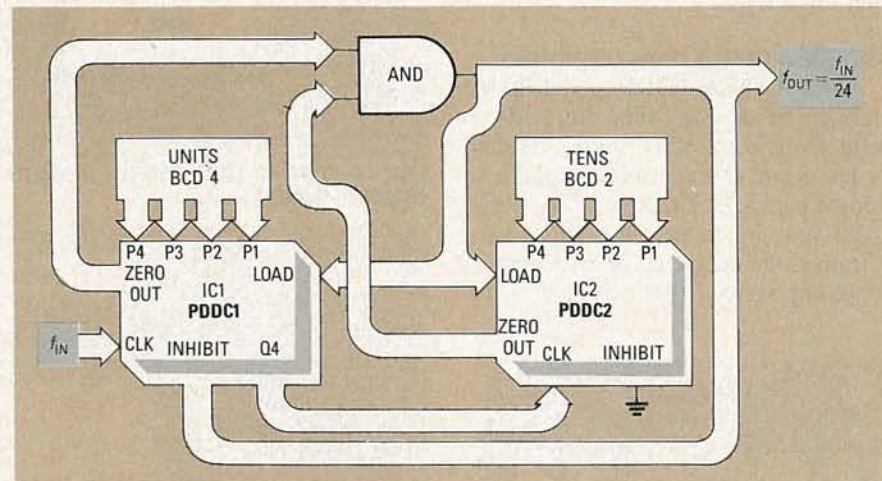 AND
fOUT = fIN
24
UNITS
BCD 4
TENS
BCD 2
P4 P3 P2 P1
P4 P3 P2 P1
ZERO
OUT
LOAD
IC1
PDDC1
LOAD
IC2
PDDC2
ZERO
OUT
fIN
CLK INHIBIT Q4
CLK INHIBIT